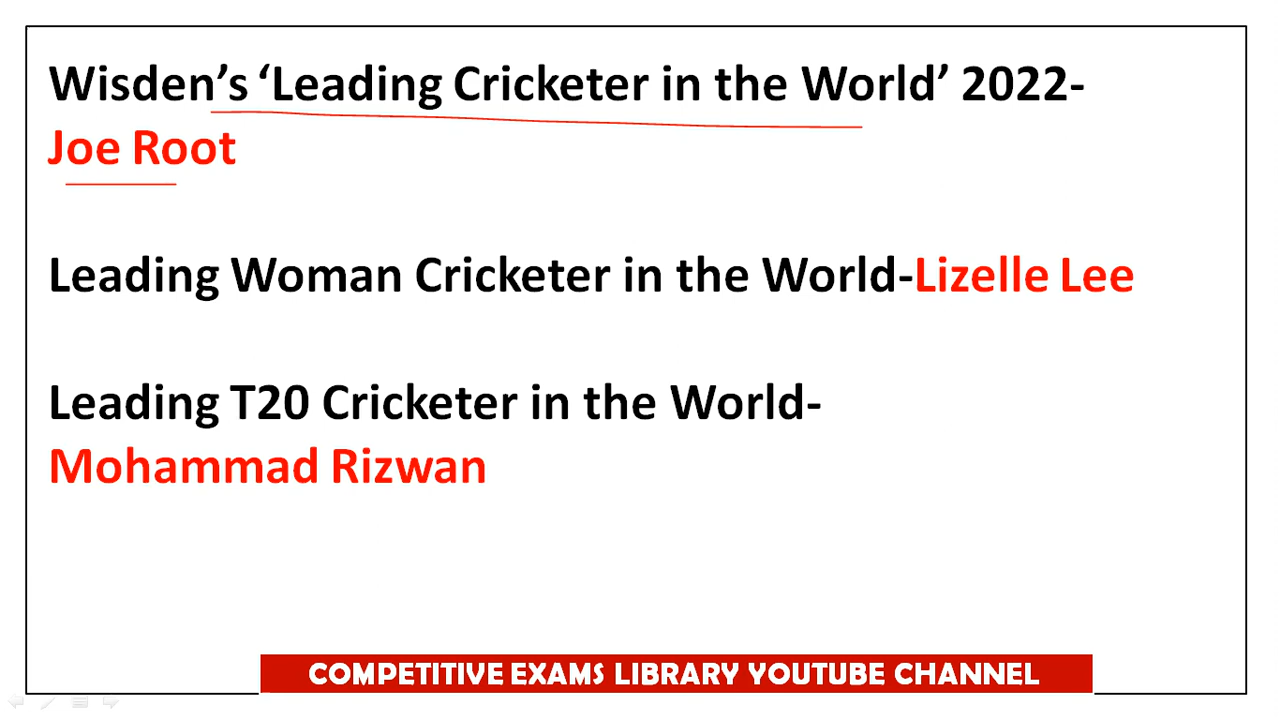 Wisden’s ‘Leading Cricketer in the World’ 2022-
Joe Root
Leading Woman Cricketer in the World-Lizelle Lee
Leading T20 Cricketer in the World-
Mohammad Rizwan
COMPETITIVE EXAMS LIBRARY YOUTUBE CHANNEL